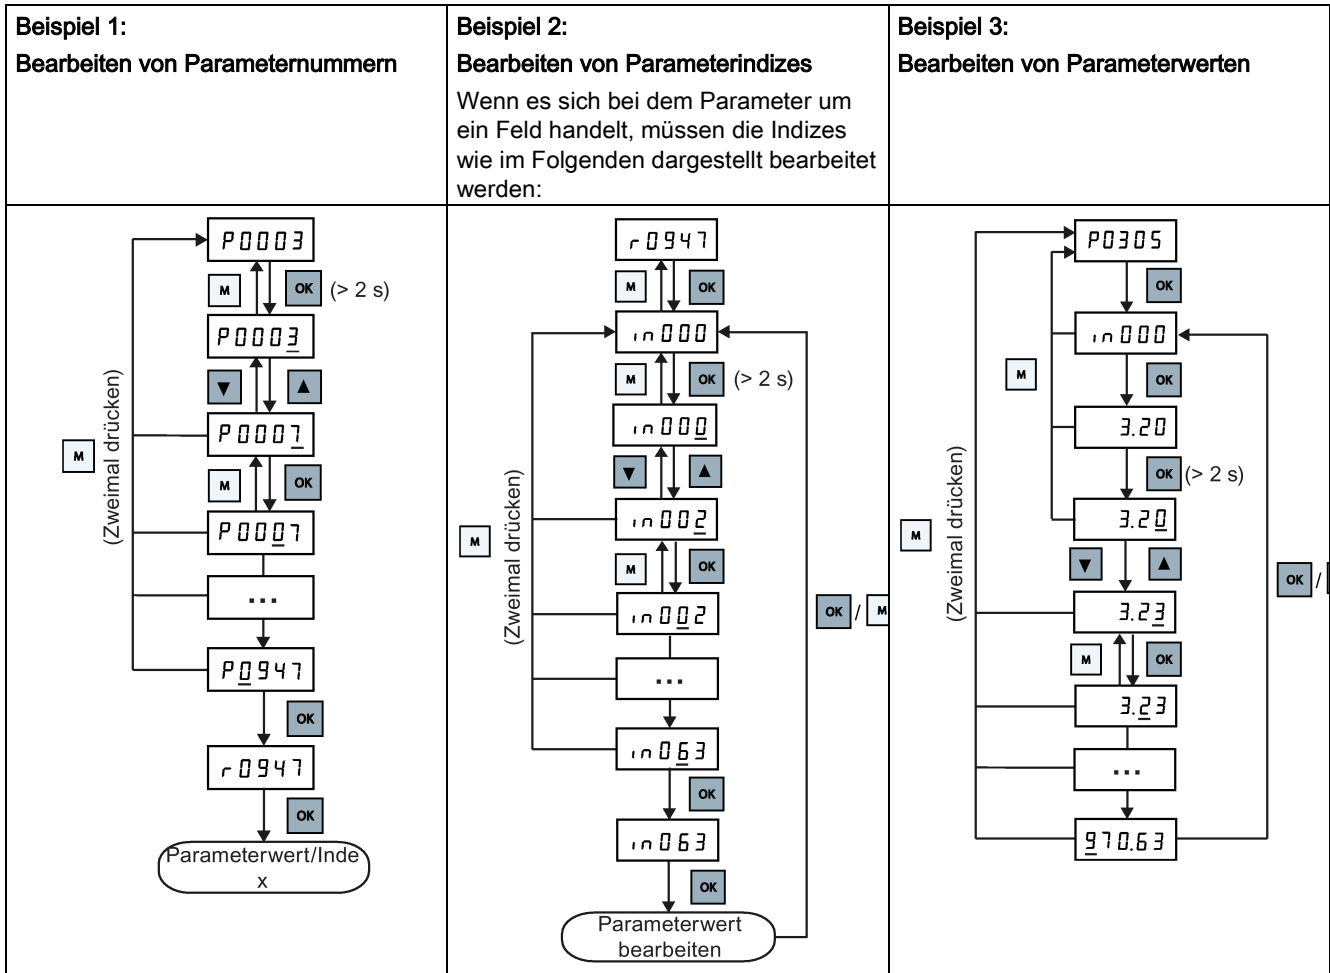 Beispiel 1:
Bearbeiten von Parameternummern
Beispiel 2:
Bearbeiten von Parameterindizes
Wenn es sich bei dem Parameter um
ein Feld handelt, müssen die Indizes
wie im Folgenden dargestellt bearbeitet
werden:
Beispiel 3:
Bearbeiten von Parameterwerten
P0003
M
OK (> 2 s)
P0003
▼
▲
P0007
M
OK
P0007
...
P0947
OK
r0947
OK
Parameterwert/Inde
x
M
(Zweimal drücken)
r0947
M
OK
in000
M
OK (> 2 s)
in000
▼
▲
in002
M
OK
in002
...
in063
OK
in063
OK
Parameterwert
bearbeiten
M
(Zweimal drücken)
OK / M
P0305
OK
in000
M
OK
3.20
OK (> 2 s)
3.20
▼
▲
3.23
M
OK
3.23
...
970.63
M
(Zweimal drücken)
OK /